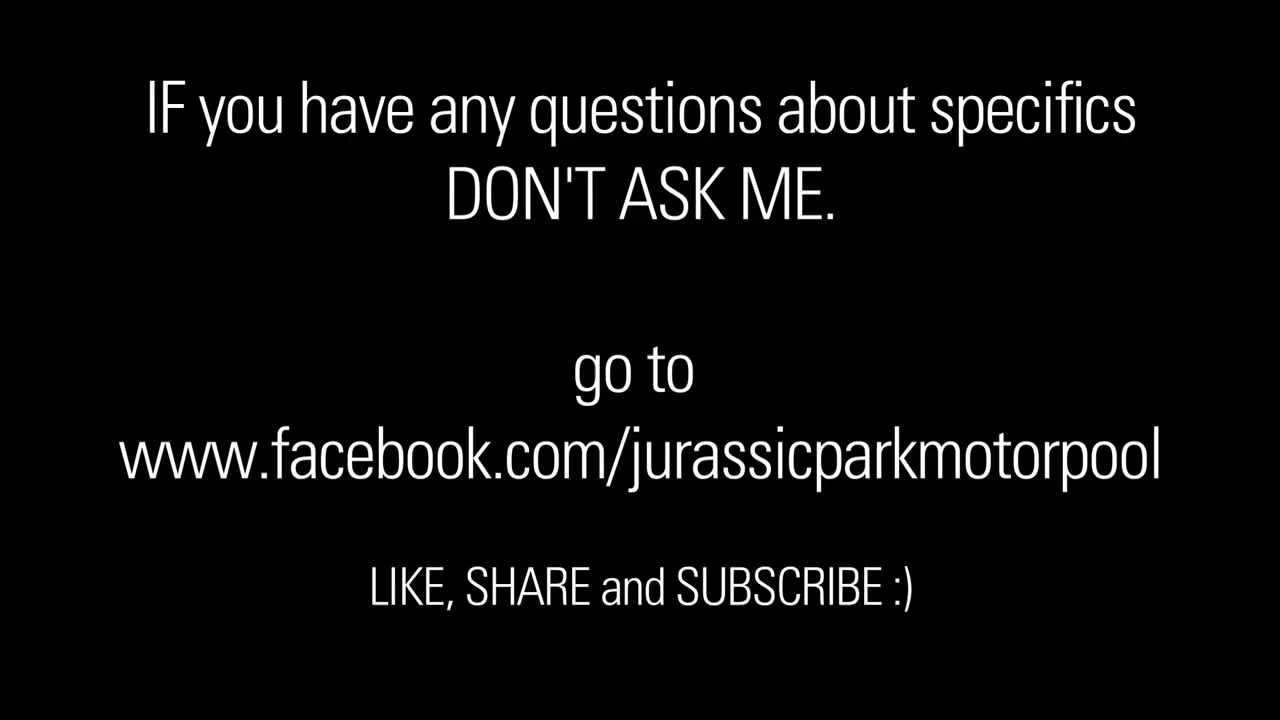 IF you have any questions about specifics
DON'T ASK ME.
go to
www.facebook.com/jurassicparkmotorpool
LIKE, SHARE and SUBSCRIBE :)